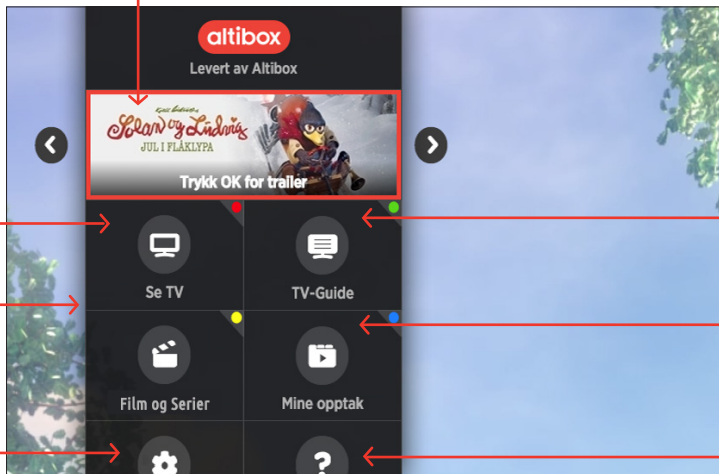 altibox
Levert av Altibox
Solan og Ludvig
JUL I FLÅKLYPA
Trykk OK for trailer
Se TV
TV-Guide
Film og Serier
Mine opptak
?